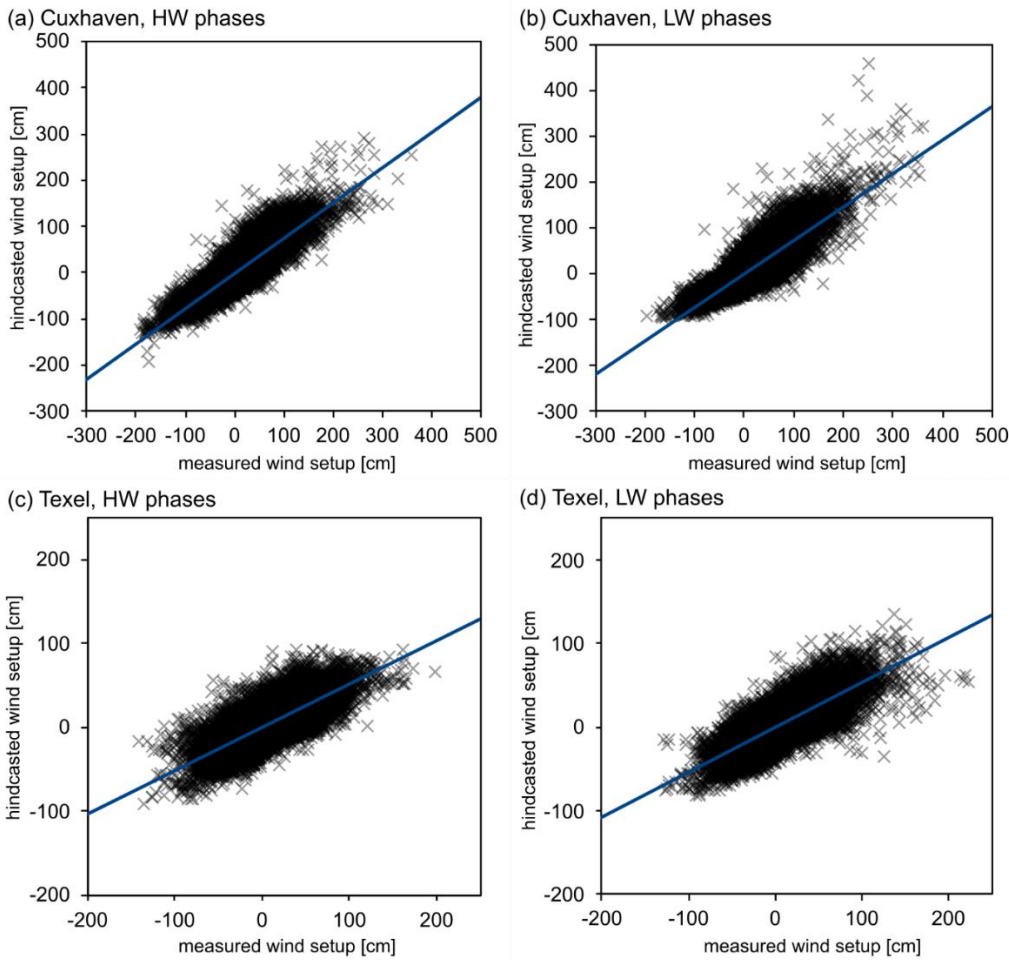 (a) Cuxhaven, HW phases
500
400
300
200
100
0
-100
-200
-300
hindcasted wind setup [cm]
-300 -200 -100 0 100 200 300 400 500
measured wind setup [cm]
(b) Cuxhaven, LW phases
500
400
300
200
100
0
-100
-200
-300
hindcasted wind setup [cm]
-300 -200 -100 0 100 200 300 400 500
measured wind setup [cm]
(c) Texel, HW phases
200
100
0
-100
-200
hindcasted wind setup [cm]
-200 -100 0 100 200
measured wind setup [cm]
(d) Texel, LW phases
200
100
0
-100
-200
hindcasted wind setup [cm
-200 -100 0 100 200
measured wind setup [cm]